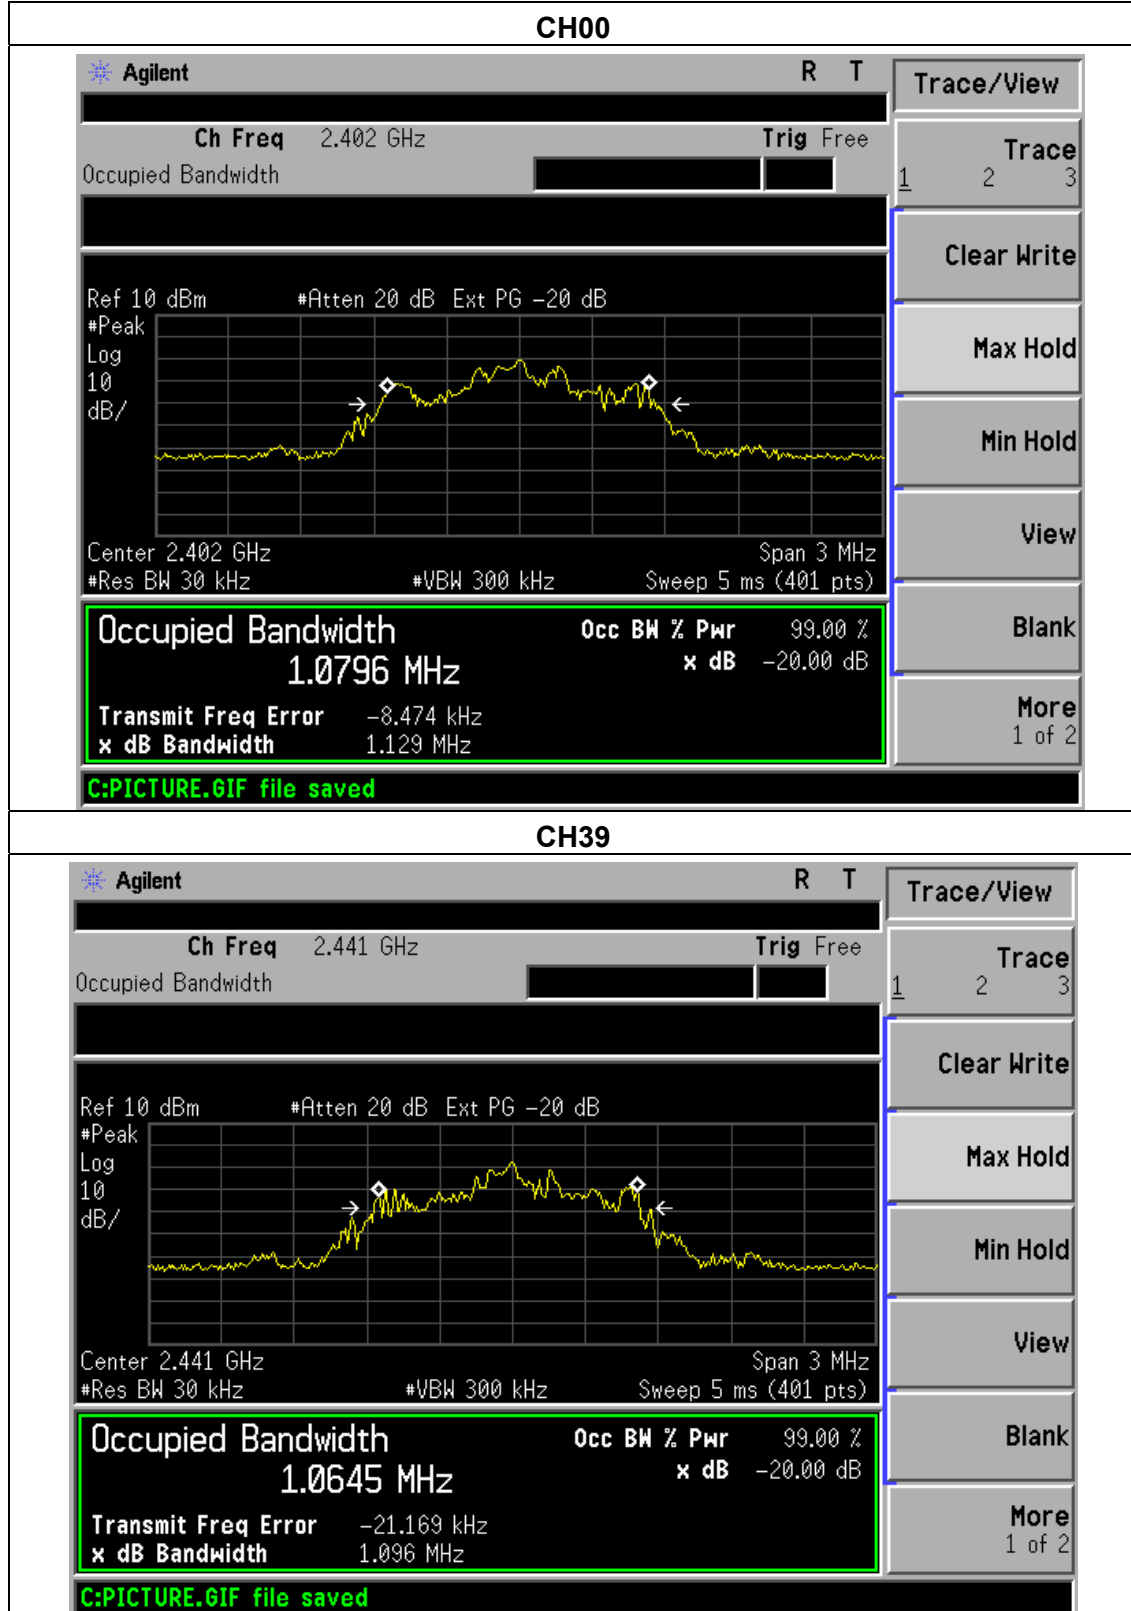 CH00
Agilent R T Trace/View
Ch Freq 2.402 GHz Trig Free
Occupied Bandwidth
Trace
1 2 3
Clear Write
Max Hold
Min Hold
View
Blank
More
1 of 2
Ref 10 dBm #Atten 20 dB Ext PG -20 dB
#Peak
Log
10
dB/
Center 2.402 GHz Span 3 MHz
#Res BW 30 kHz #VBW 300 kHz Sweep 5 ms (401 pts)
Occupied Bandwidth Occ BW % Pwr 99.00 %
1.0796 MHz x dB -20.00 dB
Transmit Freq Error -8.474 kHz
x dB Bandwidth 1.129 MHz
C:PICTURE.GIF file saved
CH39
Agilent R T Trace/View
Ch Freq 2.441 GHz Trig Free
Occupied Bandwidth
Trace
1 2 3
Clear Write
Max Hold
Min Hold
View
Blank
More
1 of 2
Ref 10 dBm #Atten 20 dB Ext PG -20 dB
#Peak
Log
10
dB/
Center 2.441 GHz Span 3 MHz
#Res BW 30 kHz #VBW 300 kHz Sweep 5 ms (401 pts)
Occupied Bandwidth Occ BW % Pwr 99.00 %
1.0645 MHz x dB -20.00 dB
Transmit Freq Error -21.169 kHz
x dB Bandwidth 1.096 MHz
C:PICTURE.GIF file saved